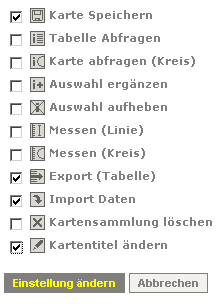 Karte Speichern
Tabelle Abfragen
Karte abfragen (Kreis)
Auswahl ergänzen
Auswahl aufheben
Messen (Linie)
Messen (Kreis)
Export (Tabelle)
Import Daten
Kartensammlung löschen
Kartentitel ändern
Einstellung ändern Abbrechen